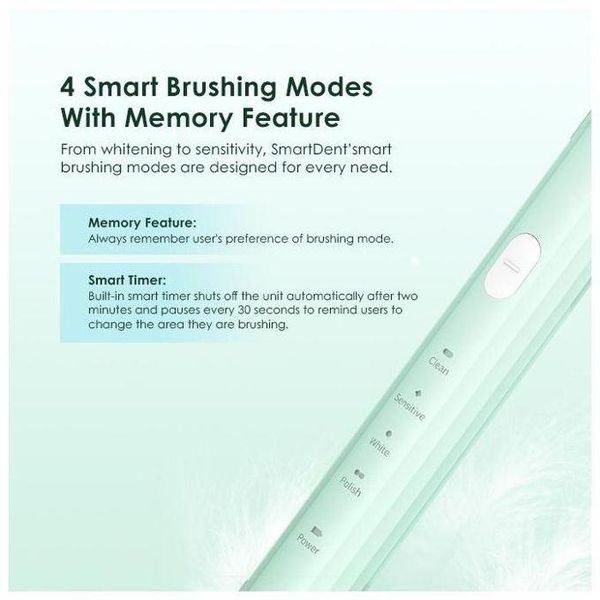 4 Smart Brushing Modes
With Memory Feature
From whitening to sensitivity, SmartDent'smart
brushing modes are designed for every need.
Memory Feature:
Always remember user's preference of brushing mode.
Smart Timer:
Built-in smart timer shuts off the unit automatically after two
minutes and pauses every 30 seconds to remind users to
change the area they are brushing.
Clean
Sensitive
White
Polish
Power